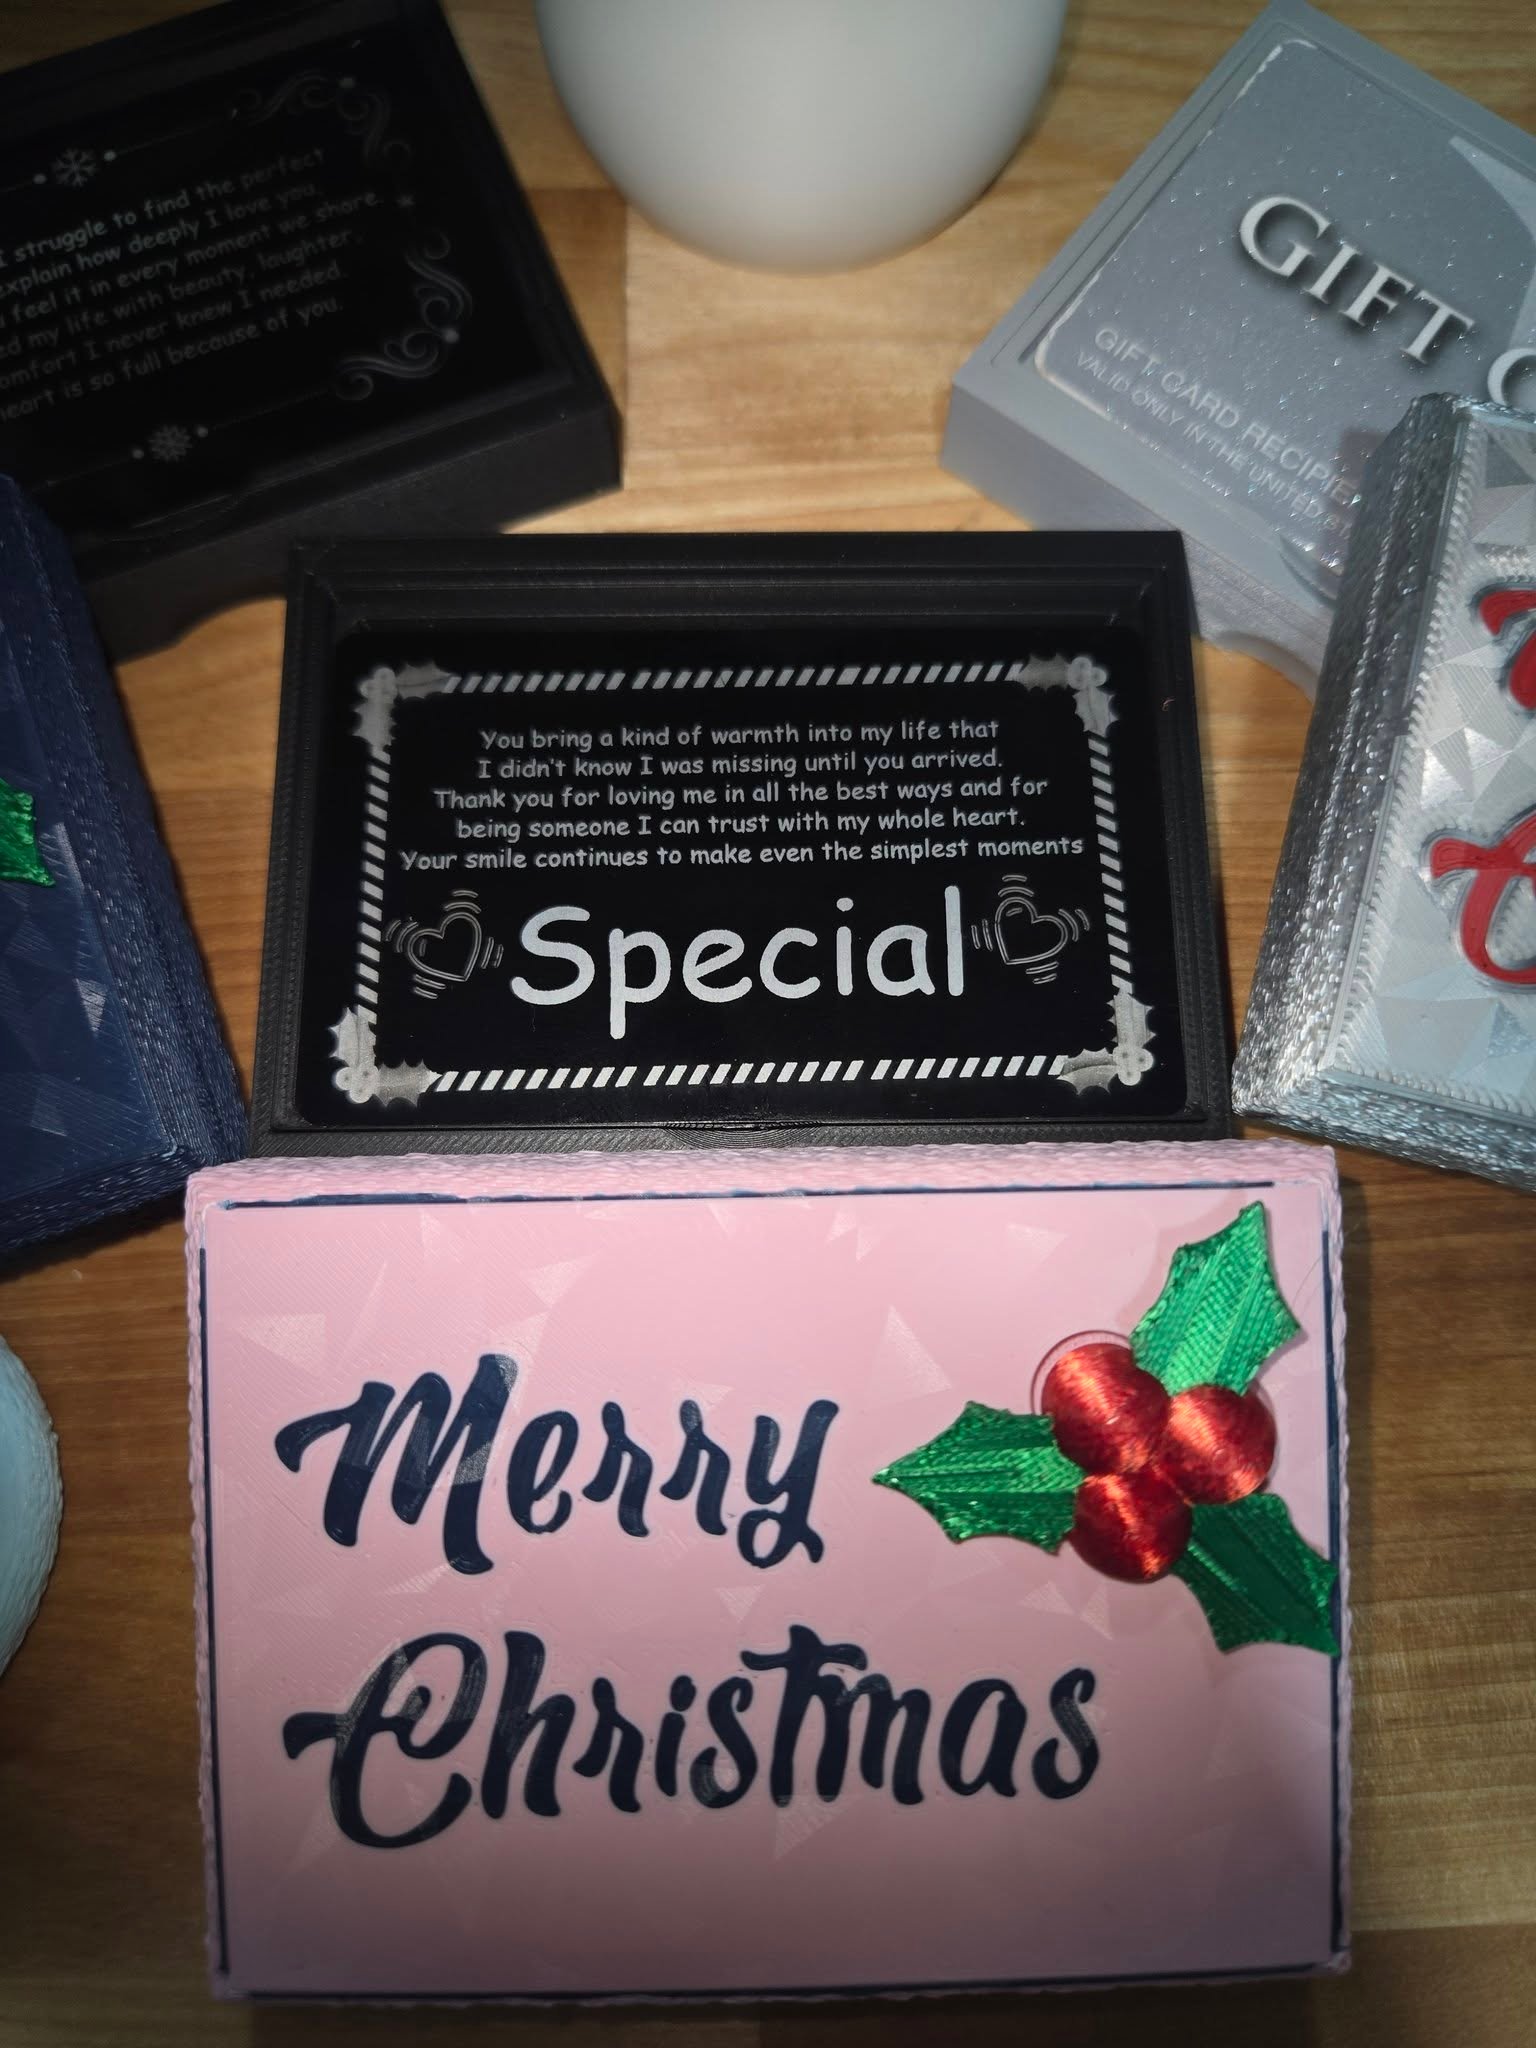 I struggle to find the perfect
explain how deeply I love you.
feel it in every moment we share.
my life with beauty, laughter,
comfort I never knew I needed.
heart is so full because of you.
GIFT
GIFT CARD
VALID ONLY IN THE UNITED
You bring a kind of warmth into my life that
I didn't know I was missing until you arrived.
Thank you for loving me in all the best ways and for
being someone I can trust with my whole heart.
Your smile continues to make even the simplest moments
Special
Merry
Christmas